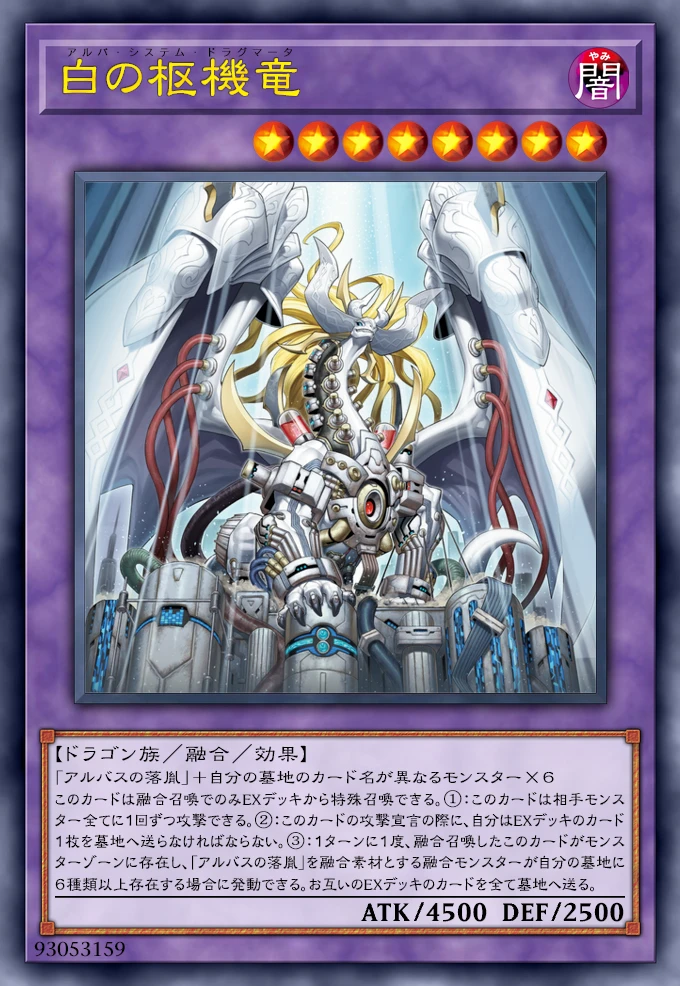 アルバ・システム・ドラグマータ
白の枢機竜
やみ
闇
【ドラゴン族／融合／効果】
「アルバスの落胤」＋自分の墓地のカード名が異なるモンスター×６
このカードは融合召喚でのみEXデッキから特殊召喚できる。①：このカードは相手モンス
ター全てに1回ずつ攻撃できる。②：このカードの攻撃宣言の際に、自分はEXデッキのカード
1枚を墓地へ送らなければならない。③：1ターンに1度、融合召喚したこのカードがモンス
ターゾーンに存在し、「アルバスの落胤」を融合素材とする融合モンスターが自分の墓地に
6種類以上存在する場合に発動できる。お互いのEXデッキのカードを全て墓地へ送る。
ATK/4500 DEF/2500
93053159